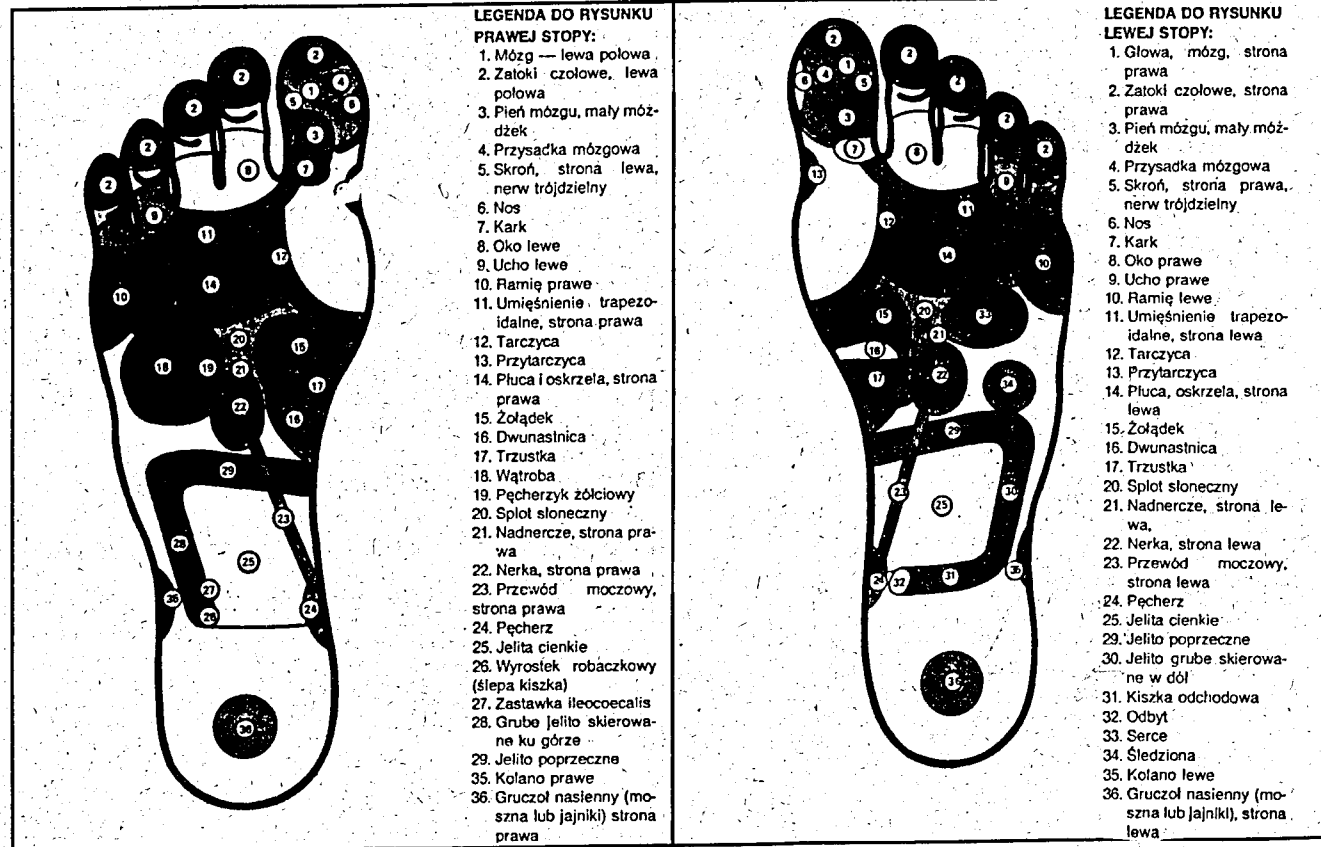 LEGENDA DO RYSUNKU
PRAWEJ STOPY:
1. Mózg — lewa połowa
2. Zatoki czołowe, lewa
połowa
3. Pień mózgu, mały móż-
dżek
4. Przysadka mózgowa
5. Skroń, strona lewa,
nerw trójdzielny
6. Nos
7. Kark
8. Oko lewe
9. Ucho lewe
10. Ramię prawe
11. Umięśnienie trapezo-
idalne, strona prawa
12. Tarczyca
13. Przytarczyca
14. Płuca i oskrzela, strona
prawa
15. Żołądek
16. Dwunastnica
17. Trzustka
18. Wątroba
19. Pęcherzyk żółciowy
20. Splot słoneczny
21. Nadnercze, strona pra-
wa
22. Nerka, strona prawa
23. Przewód moczowy,
strona prawa
24. Pęcherz
25. Jelita cienkie
26. Wyrostek robaczkowy
(ślepa kiszka)
27. Zastawka ileocoecalis
28. Grube jelito skierowa-
ne ku górze
29. Jelito poprzeczne
35. Kolano prawe
36. Gruczoł nasienny (mo-
szna lub jajniki) strona
prawa
LEGENDA DO RYSUNKU
LEWEJ STOPY:
1. Głowa, mózg, strona
prawa
2. Zatoki czołowe, strona
prawa
3. Pień mózgu, mały móż-
dżek
4. Przysadka mózgowa
5. Skroń, strona prawa,
nerw trójdzielny
6. Nos
7. Kark
8. Oko prawe
9. Ucho prawe
10. Ramię lewe
11. Umięśnienie trapezo-
idalne, strona lewa
12. Tarczyca
13. Przytarczyca
14. Płuca, oskrzela, strona
lewa
15. Żołądek
16. Dwunastnica
17. Trzustka
20. Splot słoneczny
21. Nadnercze, strona le-
wa,
22. Nerka, strona lewa
23. Przewód moczowy,
strona lewa
24. Pęcherz
25. Jelita cienkie
29. Jelito poprzeczne
30. Jelito grube skierowa-
ne w dół
31. Kiszka odchodowa
32. Odbyt
33. Serce
34. Śledziona
35. Kolano lewe
36. Gruczoł nasienny (mo-
szna lub jajniki), strona
lewa